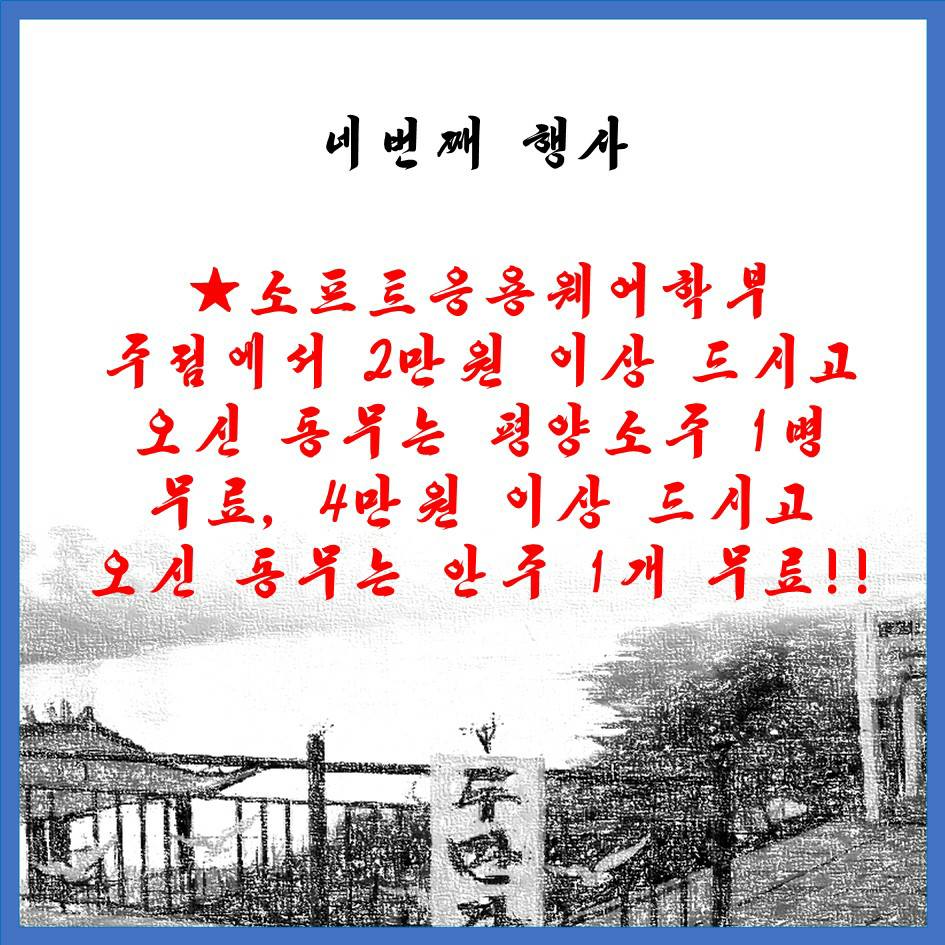 네번째 행사
★소프트응용웨어학부
주점에서 2만원 이상 드시고
오신 동무는 평양소주 1병
무료, 4만원 이상 드시고
오신 동무는 안주 1개 무료!!
두만